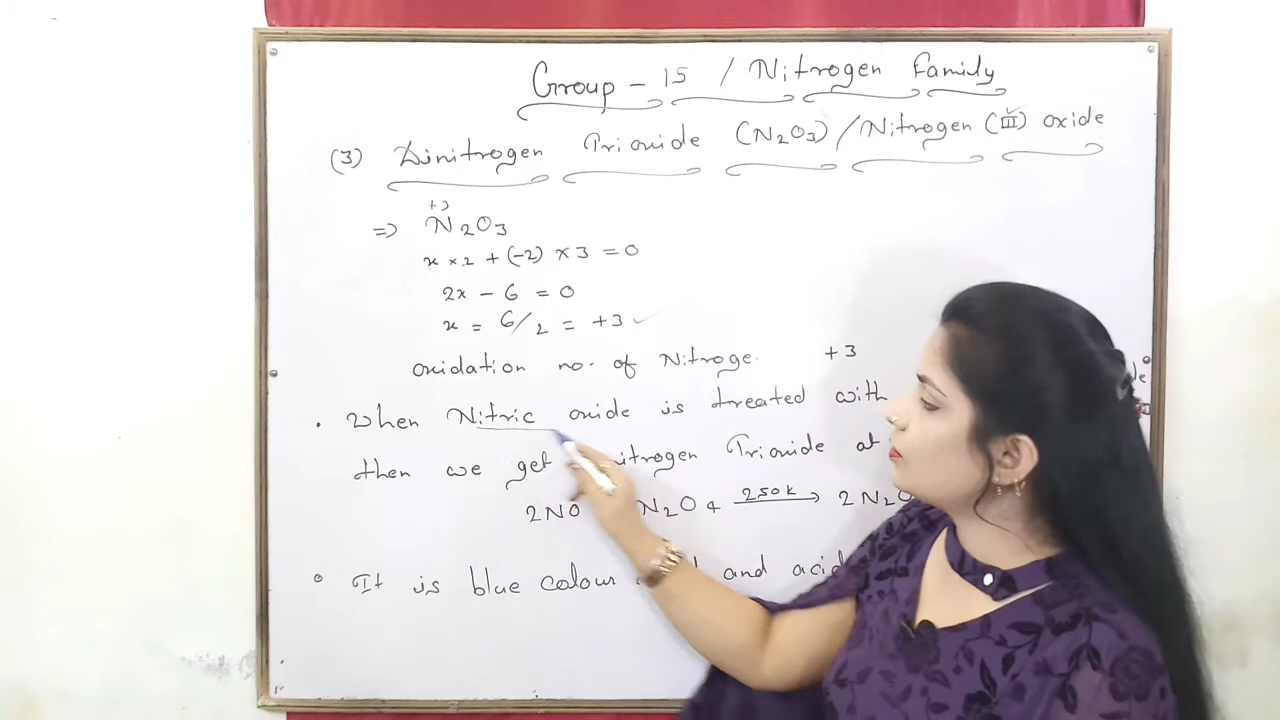 Group - 15 / Nitrogen Family
(3) Dinitrogen Trioxide (N₂O₃) / Nitrogen (III) oxide
+3
=> N₂O₃
x × 2 + (-2) × 3 = 0
2x - 6 = 0
x = 6/2 = +3 ✓
oxidation no. of Nitroge. +3
• When Nitric oxide is treated with
then we get nitrogen Trioxide at
2NO N₂O₄ 250k → 2N₂O
• It is blue colour and acid